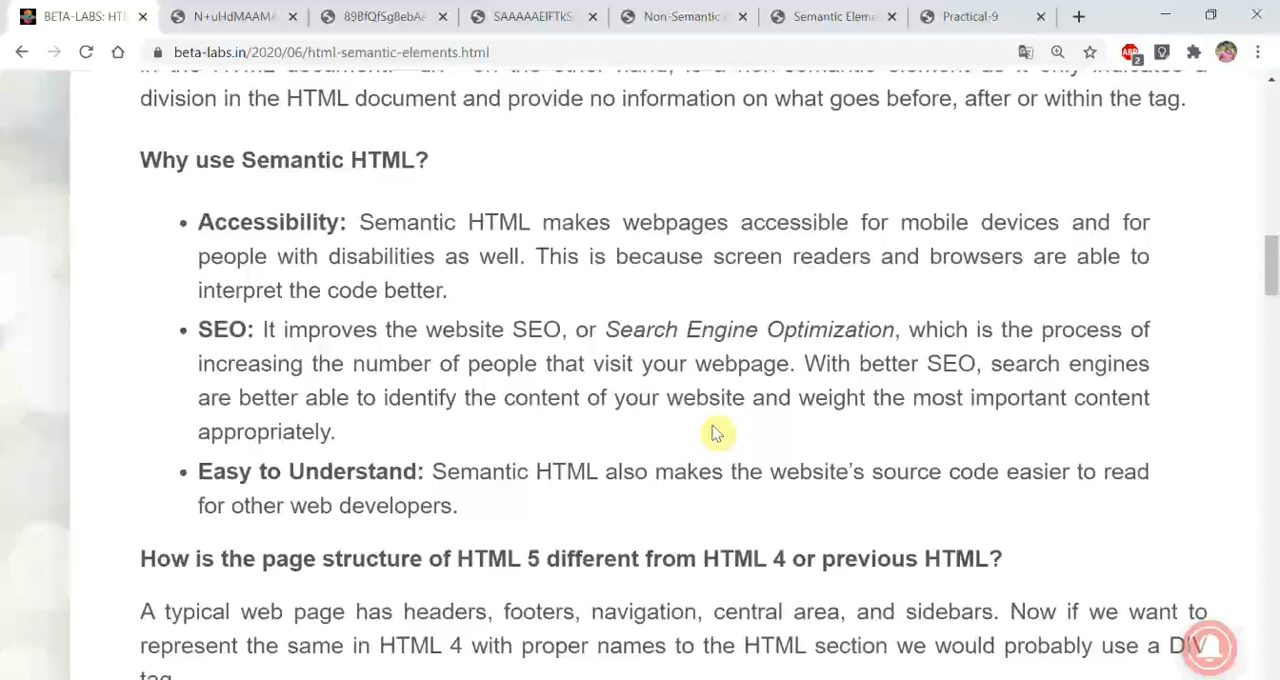 BETA-LABS: HT
N+uHdMAAMA
89BfQfSg8ebAA
SAAAAAElFTkS
Non-Semantic
Semantic Eleme
Practical-9
beta-labs.in/2020/06/html-semantic-elements.html
ABP
2
division in the HTML document and provide no information on what goes before, after or within the tag.
Why use Semantic HTML?
• Accessibility: Semantic HTML makes webpages accessible for mobile devices and for
people with disabilities as well. This is because screen readers and browsers are able to
interpret the code better.
• SEO: It improves the website SEO, or Search Engine Optimization, which is the process of
increasing the number of people that visit your webpage. With better SEO, search engines
are better able to identify the content of your website and weight the most important content
appropriately.
• Easy to Understand: Semantic HTML also makes the website’s source code easier to read
for other web developers.
How is the page structure of HTML 5 different from HTML 4 or previous HTML?
A typical web page has headers, footers, navigation, central area, and sidebars. Now if we want to
represent the same in HTML 4 with proper names to the HTML section we would probably use a DIV
tag.